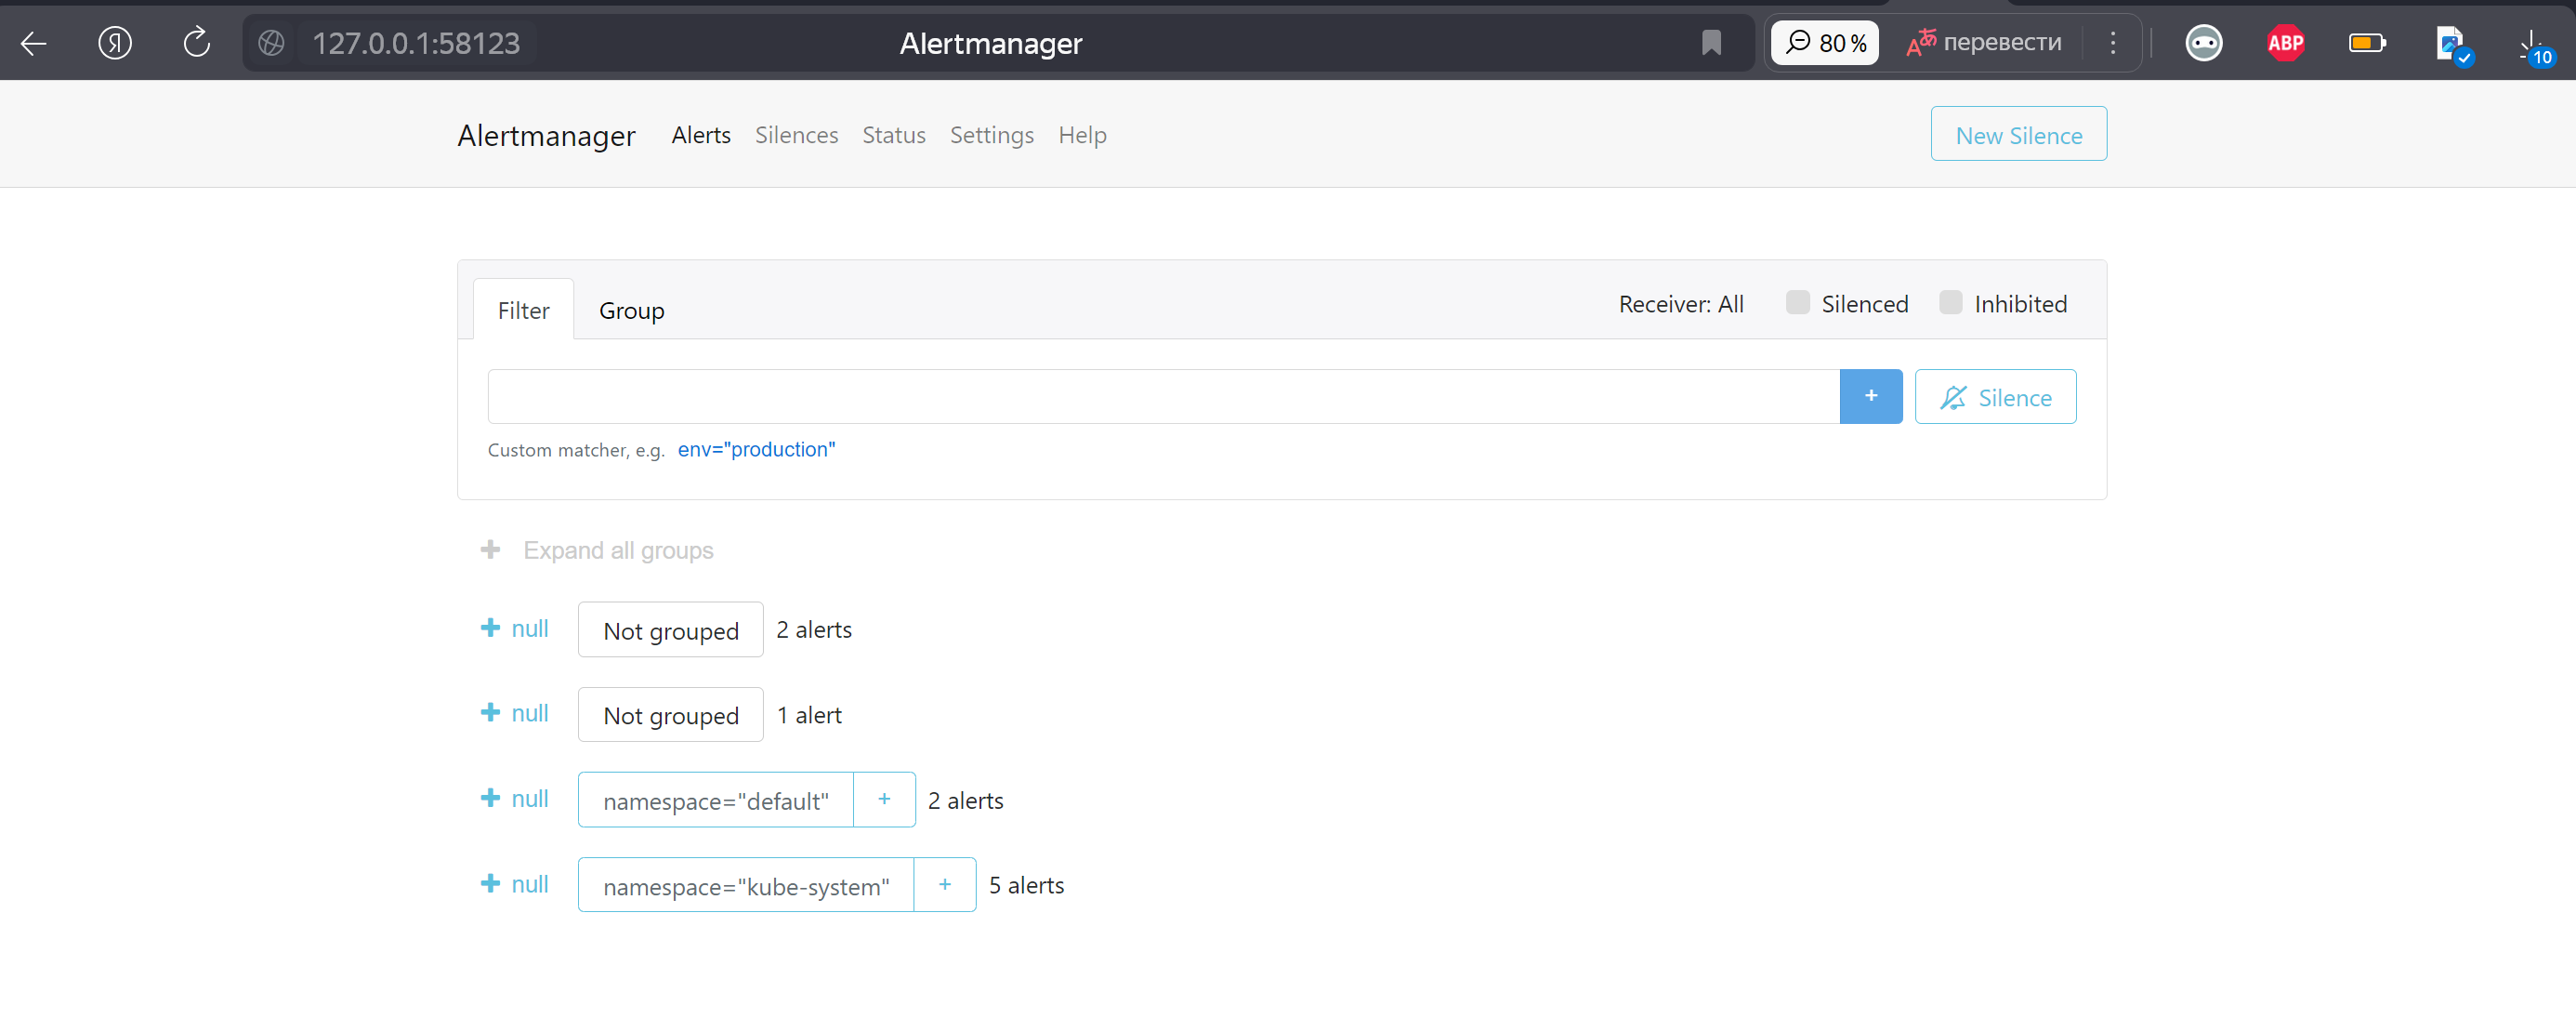 Я 127.0.0.1:58123 Alertmanager 80 % Aあ перевести ABP 10
Alertmanager Alerts Silences Status Settings Help New Silence
Filter Group Receiver: All Silenced Inhibited
+ Silence
Custom matcher, e.g. env="production"
+ Expand all groups
+ null Not grouped 2 alerts
+ null Not grouped 1 alert
+ null namespace="default" + 2 alerts
+ null namespace="kube-system" + 5 alerts